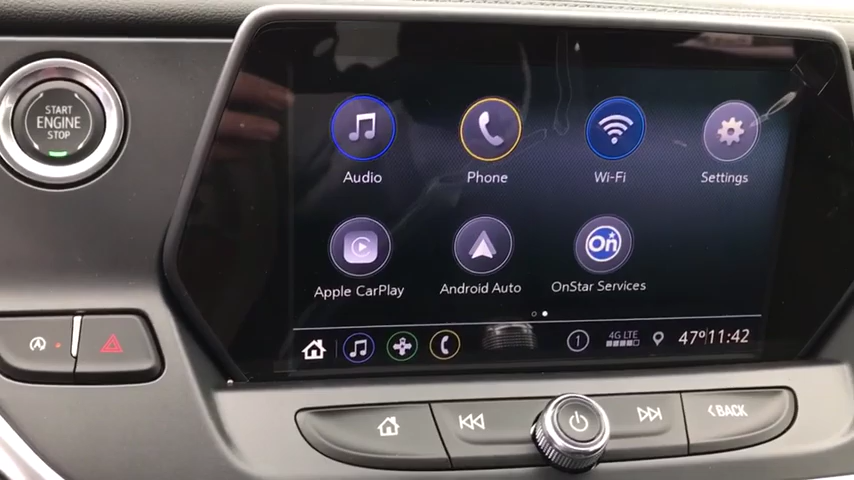 START
ENGINE
STOP
Audio
Phone
Wi-Fi
Settings
Apple CarPlay
Android Auto
On
OnStar Services
1
4G LTE
47° 11:42
A
BACK